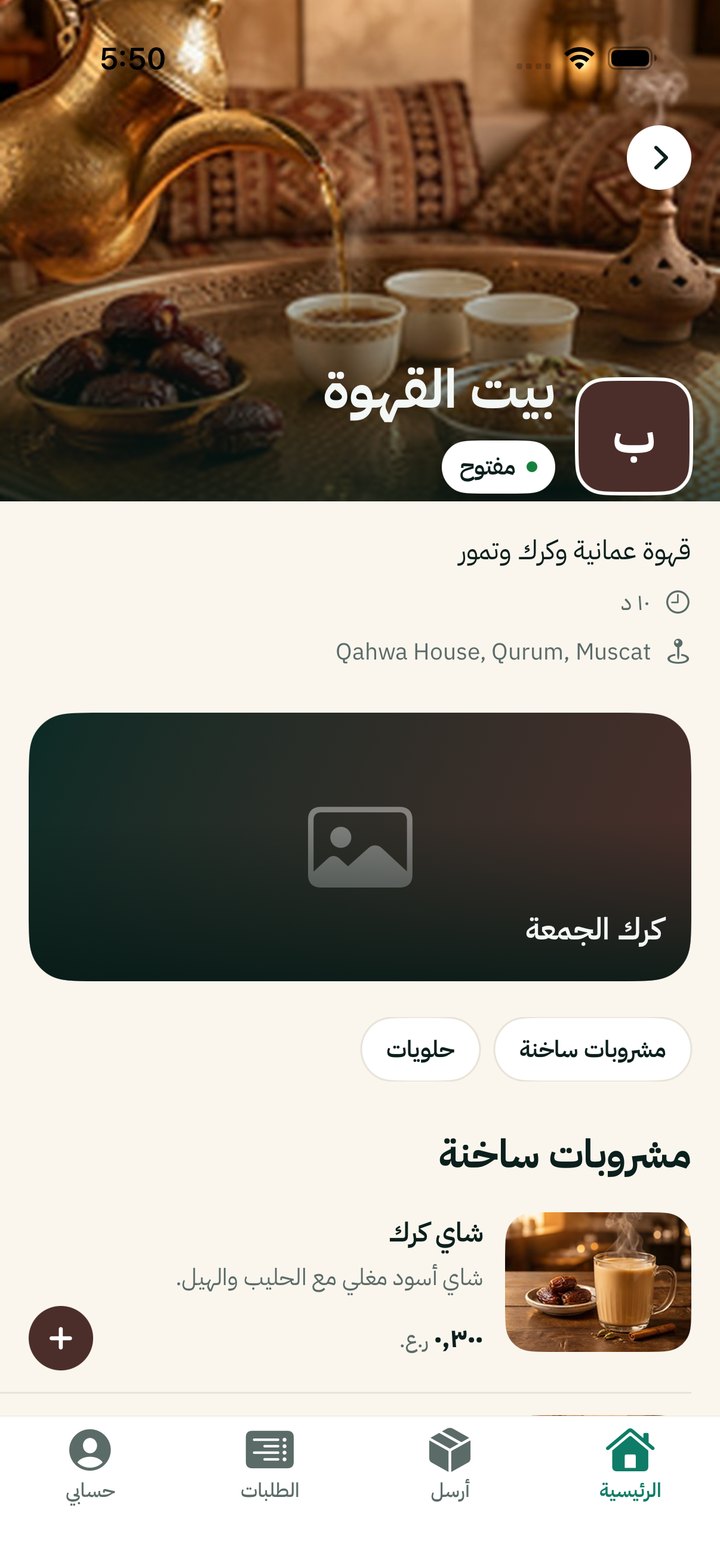 5:50
بيت القهوة
ب
مفتوح
قهوة عمانية وكرك وتمور
١٠ د
Qahwa House, Qurum, Muscat
كرك الجمعة
مشروبات ساخنة
حلويات
مشروبات ساخنة
شاي كرك
شاي أسود مغلي مع الحليب والهيل.
٠,٣٠٠ ر.ع.
الرئيسية
أرسل
الطلبات
حسابي